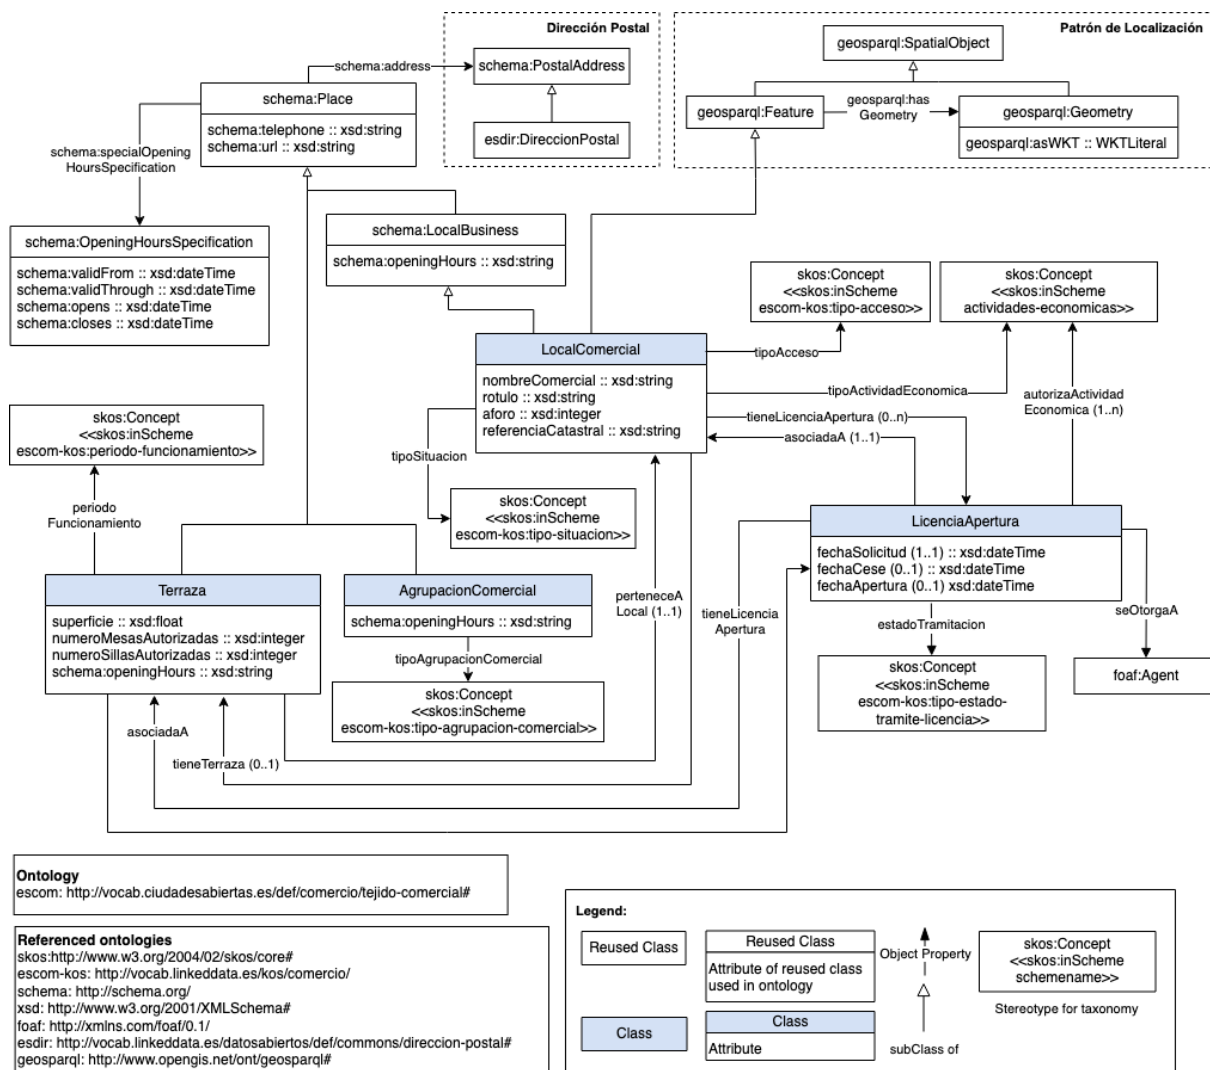 Dirección Postal
Patrón de Localización
geosparql:SpatialObject
schema:address
schema:PostalAddress
schema:Place
schema:telephone :: xsd:string
schema:url :: xsd:string
geosparql:Feature
geosparql:has
Geometry
geosparql:Geometry
geosparql:asWKT :: WKTLiteral
esdir:DireccionPostal
schema:specialOpening
HoursSpecification
schema:OpeningHoursSpecification
schema:validFrom :: xsd:dateTime
schema:validThrough :: xsd:dateTime
schema:opens :: xsd:dateTime
schema:closes :: xsd:dateTime
schema:LocalBusiness
schema:openingHours :: xsd:string
skos:Concept
<<skos:inScheme
escom-kos:tipo-acceso>>
skos:Concept
<<skos:inScheme
actividades-economicas>>
LocalComercial
nombreComercial :: xsd:string
rotulo :: xsd:string
aforo :: xsd:integer
referenciaCatastral :: xsd:string
tipoAcceso
tipoActividadEconomica
autorizaActividad
Economica (1..n)
tieneLicenciaApertura (0..n)
asociadaA (1..1)
skos:Concept
<<skos:inScheme
escom-kos:periodo-funcionamiento>>
tipoSituacion
skos:Concept
<<skos:inScheme
escom-kos:tipo-situacion>>
periodo
Funcionamiento
LicenciaApertura
fechaSolicitud (1..1) :: xsd:dateTime
fechaCese (0..1) :: xsd:dateTime
fechaApertura (0..1) xsd:dateTime
Terraza
superficie :: xsd:float
numeroMesasAutorizadas :: xsd:integer
numeroSillasAutorizadas :: xsd:integer
schema:openingHours :: xsd:string
AgrupacionComercial
schema:openingHours :: xsd:string
perteneceA
Local (1..1)
tieneLicencia
Apertura
estadoTramitacion
seOtorgaA
tipoAgrupacionComercial
skos:Concept
<<skos:inScheme
escom-kos:tipo-agrupacion-comercial>>
skos:Concept
<<skos:inScheme
escom-kos:tipo-estado-
tramite-licencia>>
foaf:Agent
asociadaA
tieneTerraza (0..1)
Ontology
escom: http://vocab.ciudadesabiertas.es/def/comercio/tejido-comercial#
Referenced ontologies
skos:http://www.w3.org/2004/02/skos/core#
escom-kos: http://vocab.linkeddata.es/kos/comercio/
schema: http://schema.org/
xsd: http://www.w3.org/2001/XMLSchema#
foaf: http://xmlns.com/foaf/0.1/
esdir: http://vocab.linkeddata.es/datosabiertos/def/commons/direccion-postal#
geosparql: http://www.opengis.net/ont/geosparql#
Legend:
Reused Class
Reused Class
Attribute of reused class
used in ontology
Object Property
skos:Concept
<<skos:inScheme
schemename>>
Stereotype for taxonomy
Class
Class
Attribute
subClass of